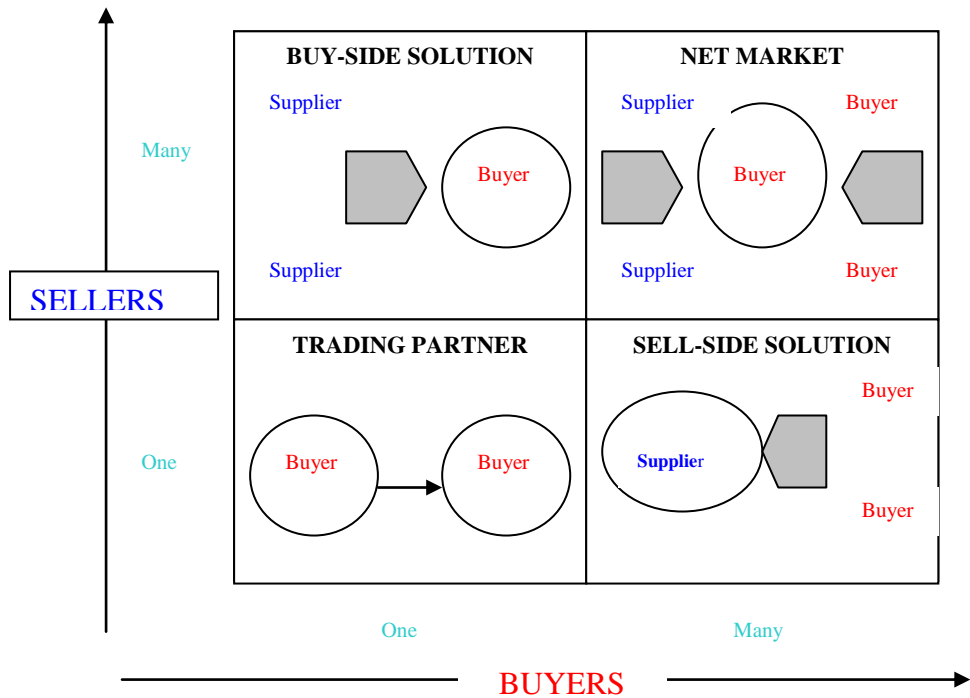 BUY-SIDE SOLUTION
NET MARKET
Supplier
Supplier
Buyer
Many
Buyer
Buyer
Supplier
Supplier
Buyer
SELLERS
TRADING PARTNER
SELL-SIDE SOLUTION
Buyer
One
Buyer
Buyer
Supplier
Buyer
One
Many
BUYERS